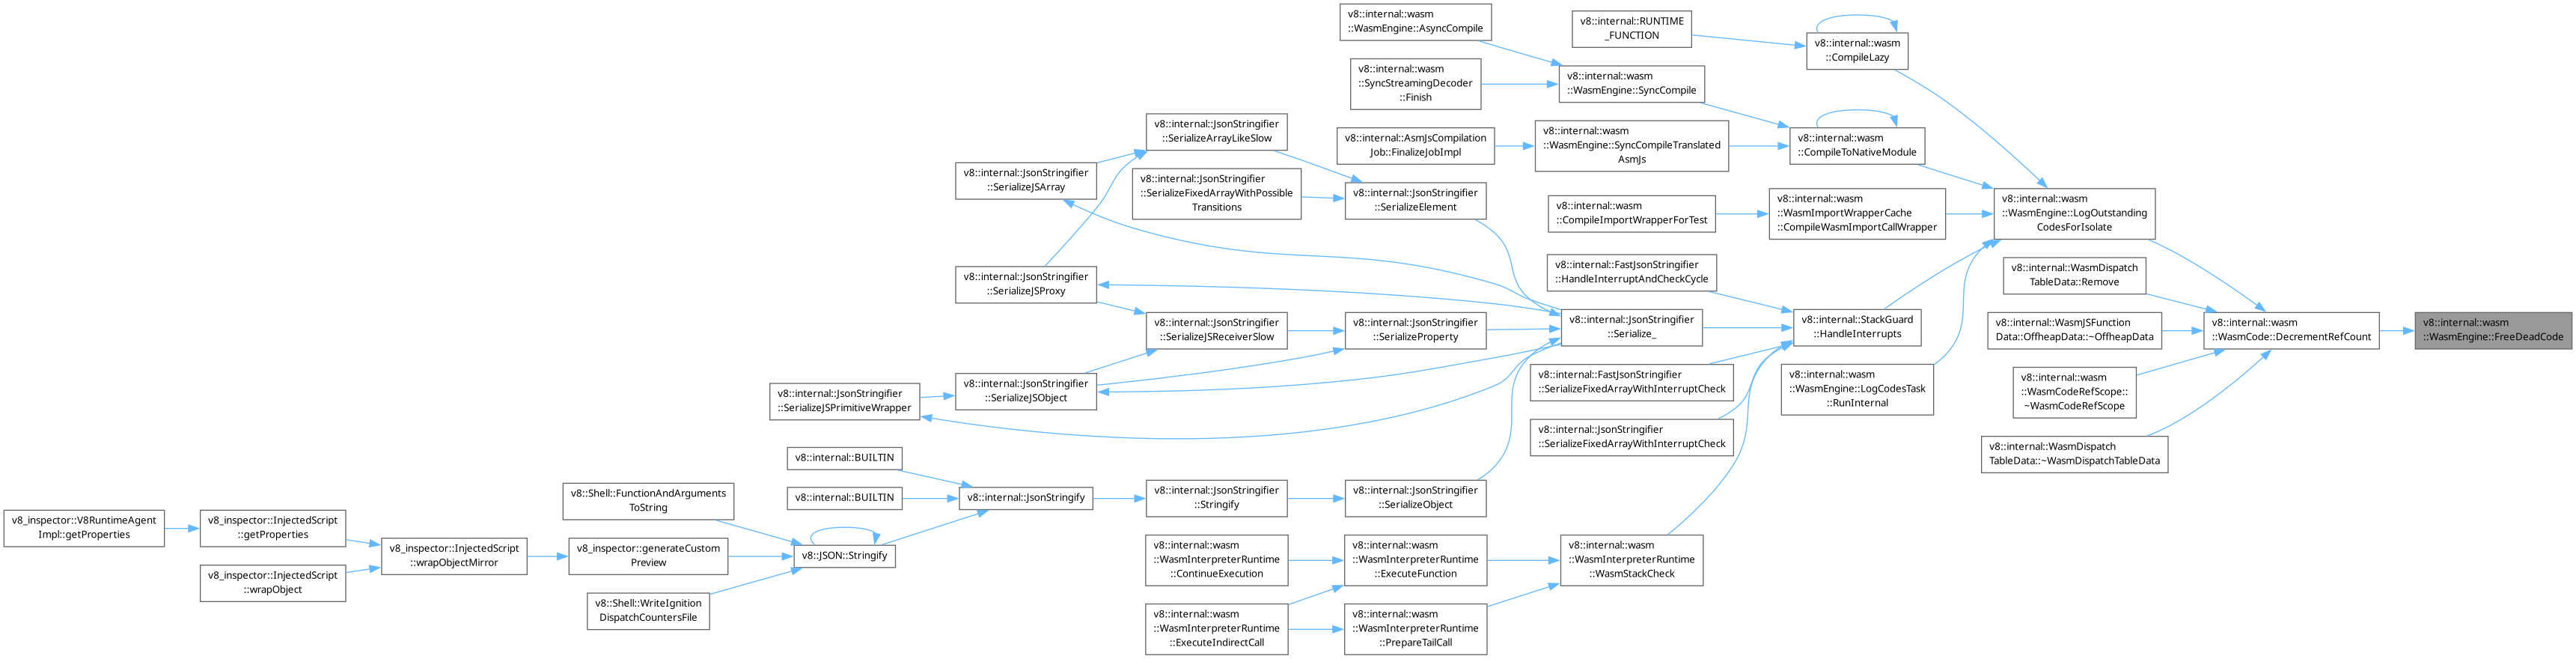 v8::internal::wasm
::WasmEngine::AsyncCompile
v8::internal::RUNTIME
_FUNCTION
v8::internal::wasm
::CompileLazy
v8::internal::wasm
::SyncStreamingDecoder
::Finish
v8::internal::wasm
::WasmEngine::SyncCompile
v8::internal::JsonStringifier
::SerializeArrayLikeSlow
v8::internal::AsmJsCompilation
Job::FinalizeJobImpl
v8::internal::wasm
::WasmEngine::SyncCompileTranslated
AsmJs
v8::internal::wasm
::CompileToNativeModule
v8::internal::JsonStringifier
::SerializeJSArray
v8::internal::JsonStringifier
::SerializeFixedArrayWithPossible
Transitions
v8::internal::JsonStringifier
::SerializeElement
v8::internal::wasm
::CompileImportWrapperForTest
v8::internal::wasm
::WasmImportWrapperCache
::CompileWasmImportCallWrapper
v8::internal::wasm
::WasmEngine::LogOutstanding
CodesForIsolate
v8::internal::JsonStringifier
::SerializeJSProxy
v8::internal::FastJsonStringifier
::HandleInterruptAndCheckCycle
v8::internal::WasmDispatch
TableData::Remove
v8::internal::JsonStringifier
::SerializeJSReceiverSlow
v8::internal::JsonStringifier
::SerializeProperty
v8::internal::JsonStringifier
::Serialize_
v8::internal::StackGuard
::HandleInterrupts
v8::internal::WasmJSFunction
Data::OffheapData::~OffheapData
v8::internal::wasm
::WasmCode::DecrementRefCount
v8::internal::wasm
::WasmEngine::FreeDeadCode
v8::internal::JsonStringifier
::SerializeJSPrimitiveWrapper
v8::internal::JsonStringifier
::SerializeJSObject
v8::internal::FastJsonStringifier
::SerializeFixedArrayWithInterruptCheck
v8::internal::wasm
::WasmEngine::LogCodesTask
::RunInternal
v8::internal::wasm
::WasmCodeRefScope::
~WasmCodeRefScope
v8::internal::JsonStringifier
::SerializeFixedArrayWithInterruptCheck
v8::internal::WasmDispatch
TableData::~WasmDispatchTableData
v8::internal::BUILTIN
v8::Shell::FunctionAndArguments
ToString
v8::internal::BUILTIN
v8::internal::JsonStringify
v8::internal::JsonStringifier
::Stringify
v8::internal::JsonStringifier
::SerializeObject
v8_inspector::V8RuntimeAgent
Impl::getProperties
v8_inspector::InjectedScript
::getProperties
v8_inspector::InjectedScript
::wrapObjectMirror
v8_inspector::generateCustom
Preview
v8::JSON::Stringify
v8::internal::wasm
::WasmInterpreterRuntime
::ContinueExecution
v8::internal::wasm
::WasmInterpreterRuntime
::ExecuteFunction
v8::internal::wasm
::WasmInterpreterRuntime
::WasmStackCheck
v8_inspector::InjectedScript
::wrapObject
v8::Shell::WriteIgnition
DispatchCountersFile
v8::internal::wasm
::WasmInterpreterRuntime
::ExecuteIndirectCall
v8::internal::wasm
::WasmInterpreterRuntime
::PrepareTailCall